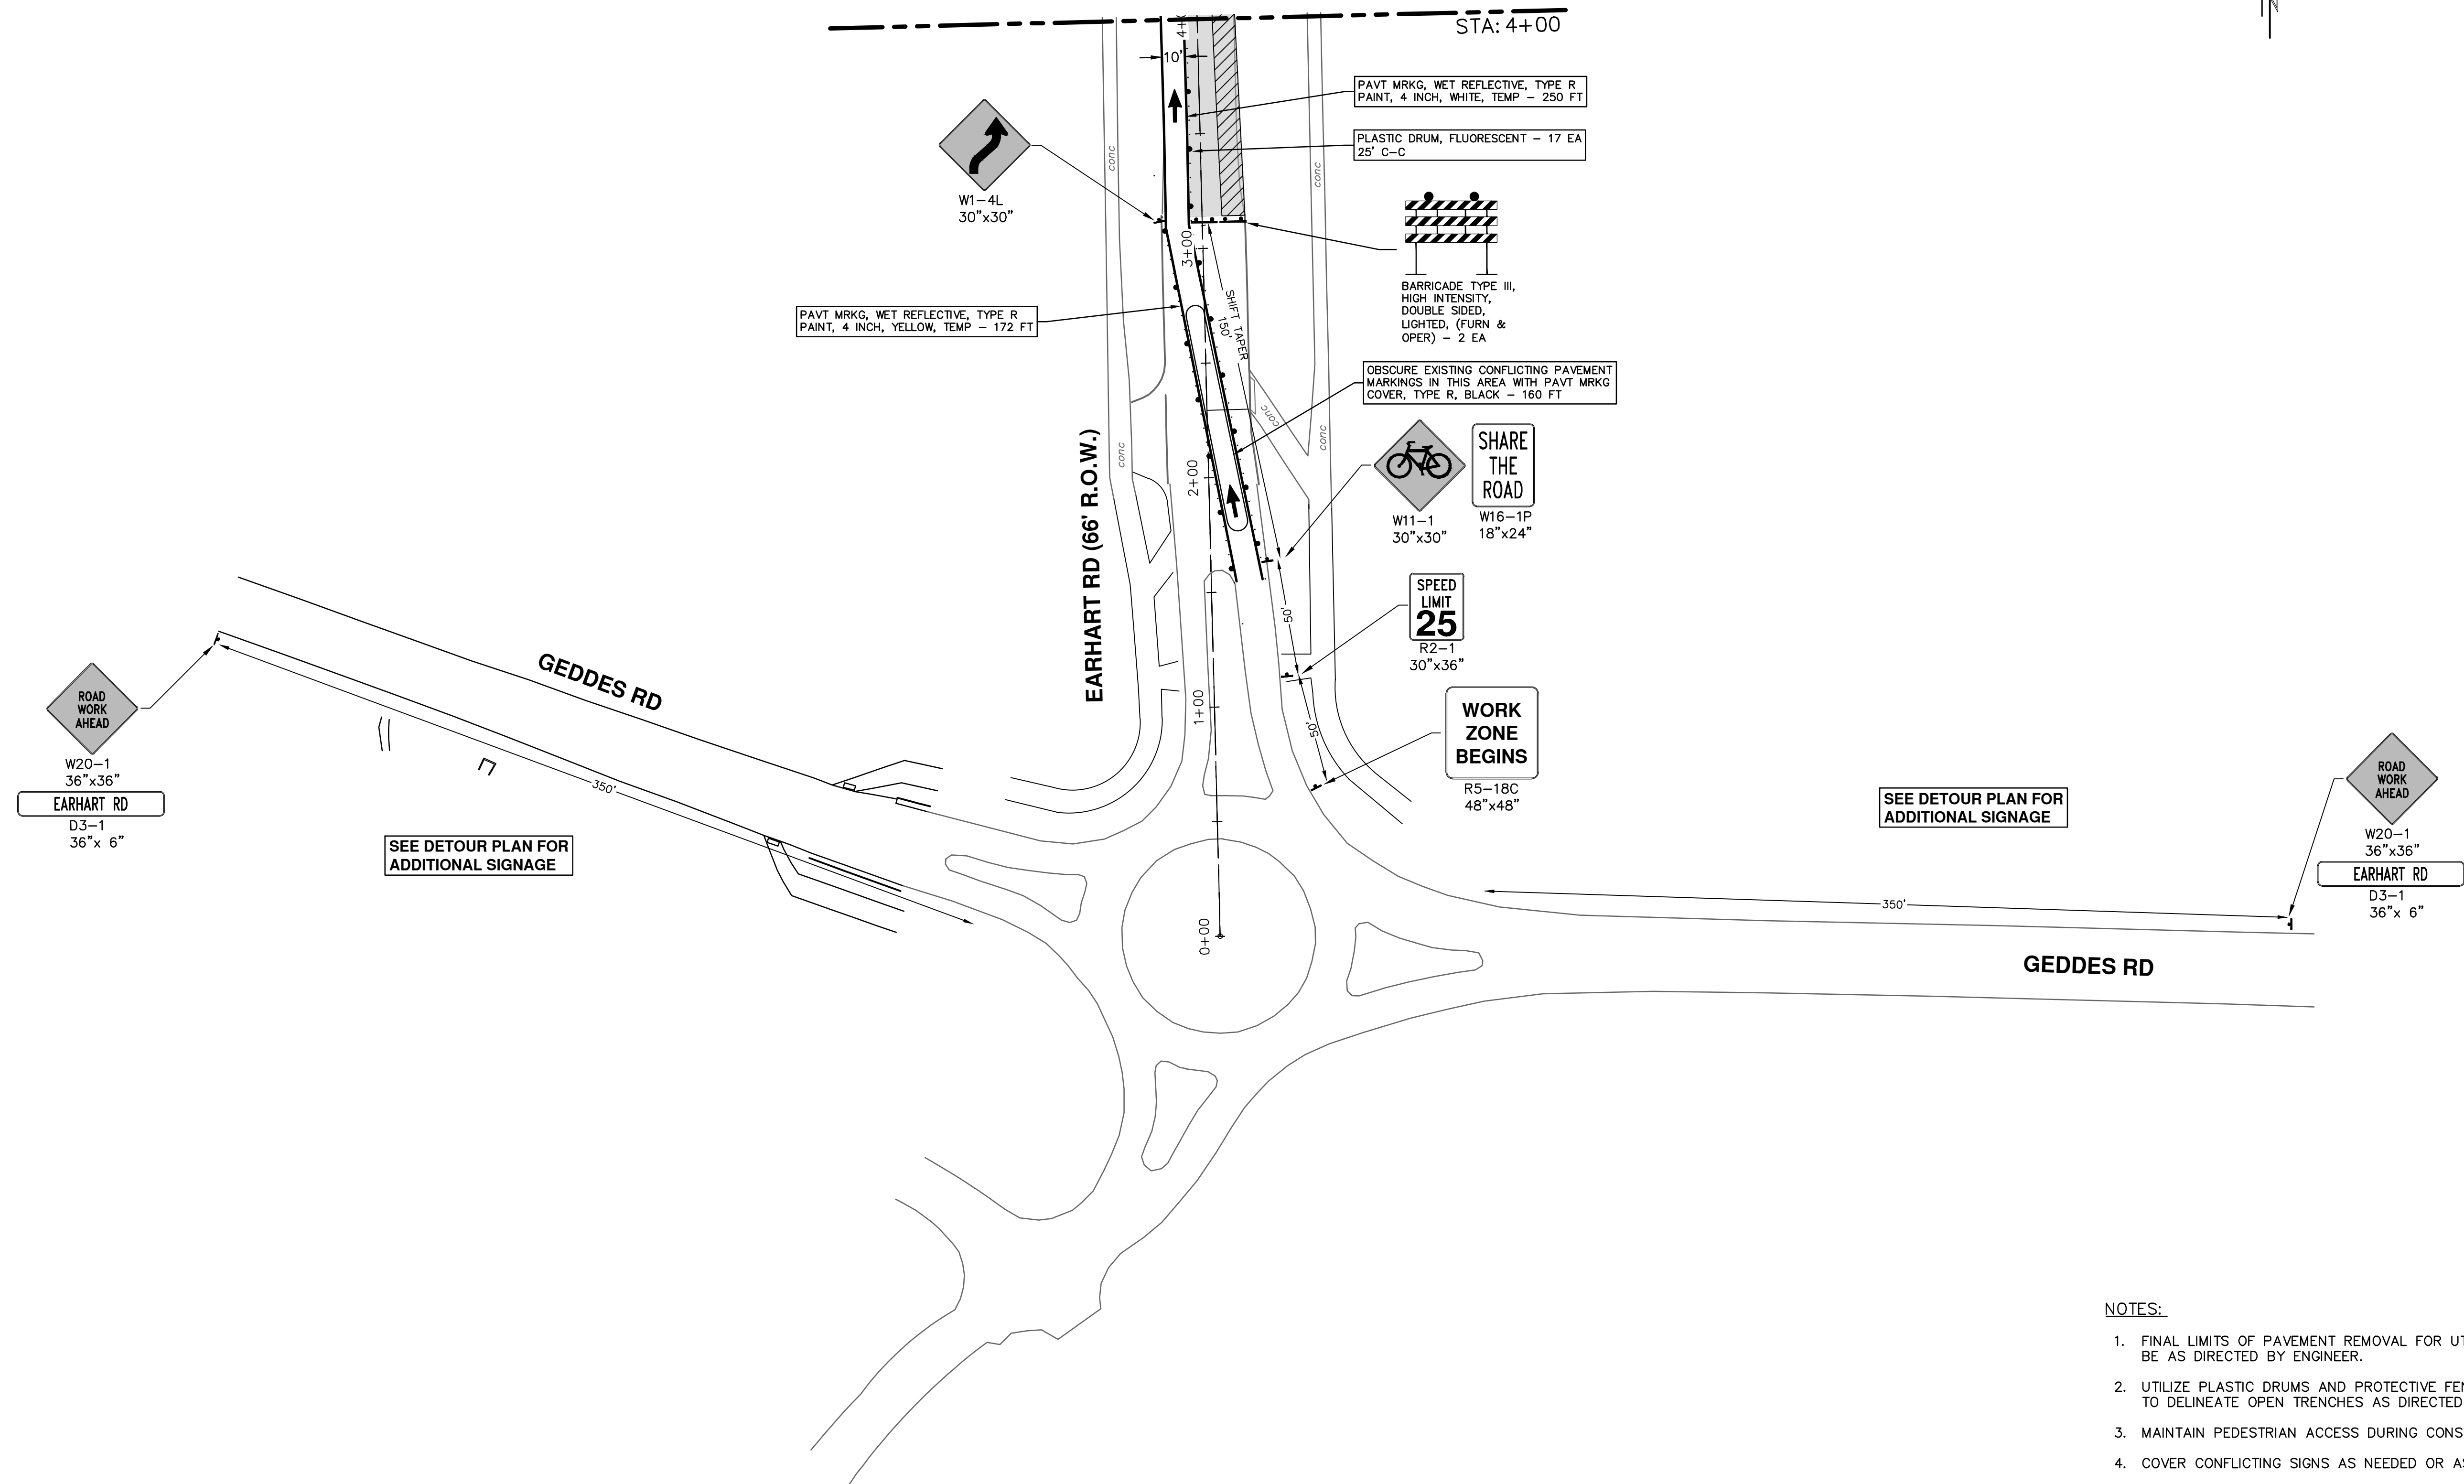 STA: 4+00
4+
10'
PAVT MRKG, WET REFLECTIVE, TYPE R
PAINT, 4 INCH, WHITE, TEMP – 250 FT
PLASTIC DRUM, FLUORESCENT – 17 EA
25' C–C
conc
conc
W1–4L
30"x30"
3+00
BARRICADE TYPE III,
HIGH INTENSITY,
DOUBLE SIDED,
LIGHTED, (FURN &
OPER) – 2 EA
PAVT MRKG, WET REFLECTIVE, TYPE R
PAINT, 4 INCH, YELLOW, TEMP – 172 FT
SHIFT TAPER
150'
OBSCURE EXISTING CONFLICTING PAVEMENT
MARKINGS IN THIS AREA WITH PAVT MRKG
COVER, TYPE R, BLACK – 160 FT
conc
conc
conc
EARHART RD (66' R.O.W.)
2+00
SHARE
THE
ROAD
W11–1
30"x30"
W16–1P
18"x24"
SPEED
LIMIT
25
R2–1
30"x36"
50'
50'
1+00
WORK
ZONE
BEGINS
R5–18C
48"x48"
GEDDES RD
ROAD
WORK
AHEAD
W20–1
36"x36"
EARHART RD
D3–1
36"x 6"
350'
SEE DETOUR PLAN FOR
ADDITIONAL SIGNAGE
SEE DETOUR PLAN FOR
ADDITIONAL SIGNAGE
ROAD
WORK
AHEAD
W20–1
36"x36"
EARHART RD
D3–1
36"x 6"
350'
0+00
GEDDES RD
NOTES:
1. FINAL LIMITS OF PAVEMENT REMOVAL FOR
BE AS DIRECTED BY ENGINEER.
2. UTILIZE PLASTIC DRUMS AND PROTECTIVE
TO DELINEATE OPEN TRENCHES AS DIRECTED
3. MAINTAIN PEDESTRIAN ACCESS DURING
4. COVER CONFLICTING SIGNS AS NEEDED OR